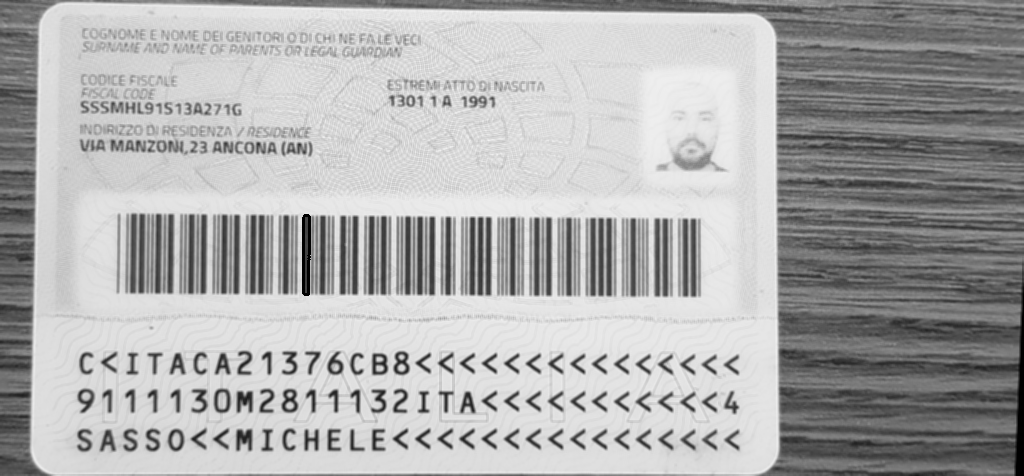 COGNOME E NOME DEI GENITORI O DI CHI NE FA LE VECI
SURNAME AND NAME OF PARENTS OR LEGAL GUARDIAN
CODICE FISCALE
FISCAL CODE
SSSMHL91S13A271G
ESTREMI ATTO DI NASCITA
1301 1 A 1991
INDIRIZZO DI RESIDENZA / RESIDENCE
VIA MANZONI,23 ANCONA (AN)
C<ITACA21376CB8<<<<<<<<<<<<<<<
9111130M2811132ITA<<<<<<<<<<<4
SASSO<<MICHELE<<<<<<<<<<<<<<<<